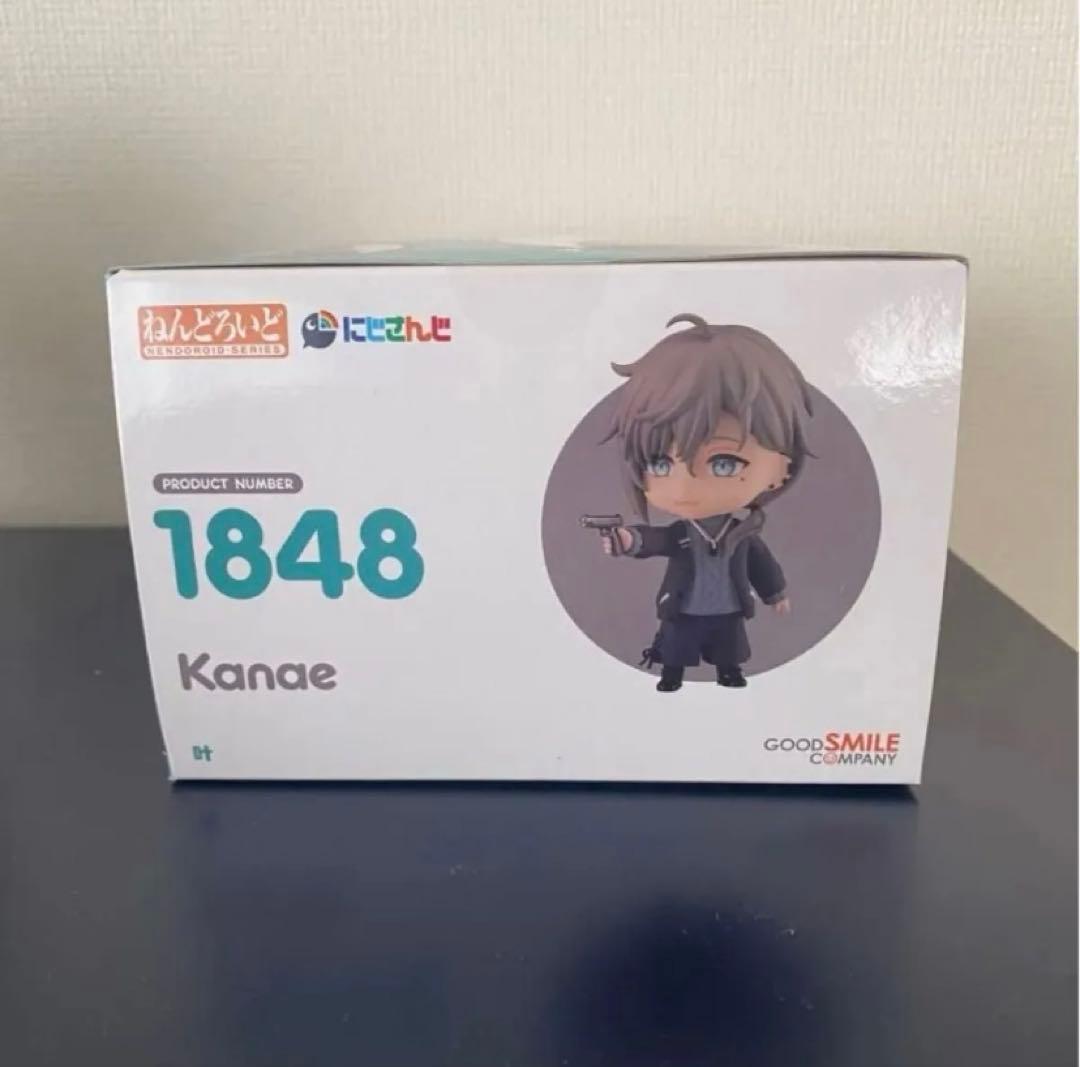 ねんどろいど
NENDOROID-SERIES
にじさんじ
PRODUCT NUMBER
1848
Kanae
叶
GOOD SMILE
COMPANY